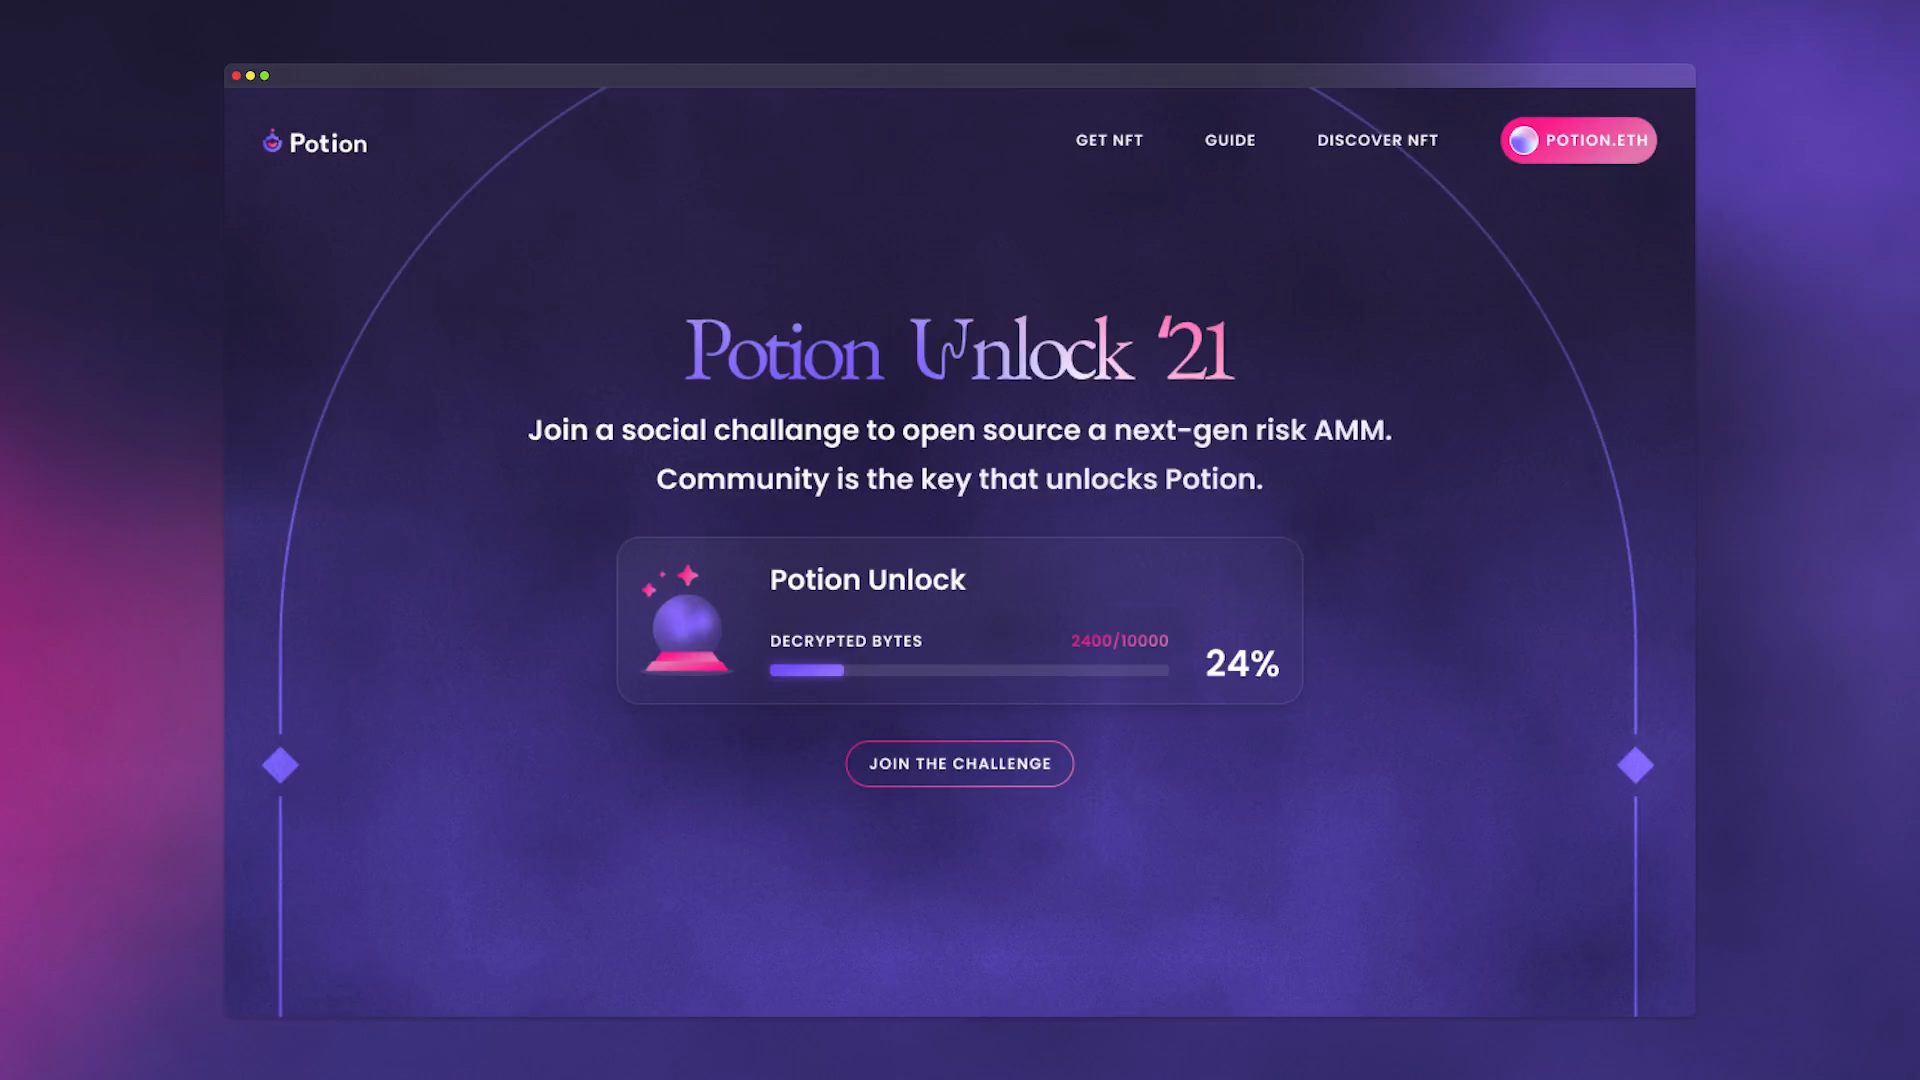 Potion
GET NFT
GUIDE
DISCOVER NFT
POTION.ETH
Potion Unlock '21
Join a social challange to open source a next-gen risk AMM.
Community is the key that unlocks Potion.
Potion Unlock
DECRYPTED BYTES
2400/10000
24%
JOIN THE CHALLENGE